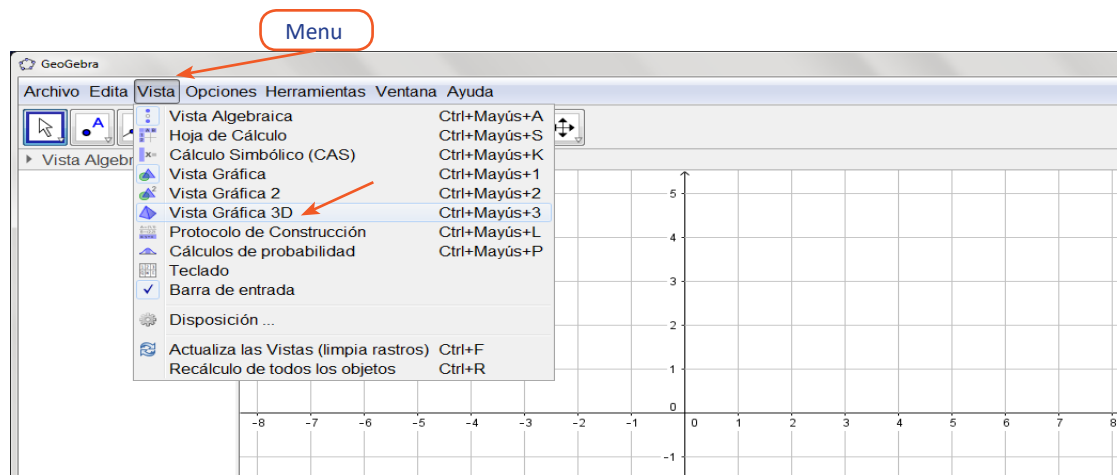 Menu
GeoGebra
Archivo Edita Vista Opciones Herramientas Ventana Ayuda
A
Vista Algebr
Vista Algebraica Ctrl+Mayús+A
Hoja de Cálculo Ctrl+Mayús+S
x= Cálculo Simbólico (CAS) Ctrl+Mayús+K
Vista Gráfica Ctrl+Mayús+1
2 Vista Gráfica 2 Ctrl+Mayús+2
Vista Gráfica 3D Ctrl+Mayús+3
Protocolo de Construcción Ctrl+Mayús+L
Cálculos de probabilidad Ctrl+Mayús+P
Teclado
Barra de entrada
Disposición ...
Actualiza las Vistas (limpia rastros) Ctrl+F
Recálculo de todos los objetos Ctrl+R
5
4
3
2
1
0
-8 -7 -6 -5 -4 -3 -2 -1 0 1 2 3 4 5 6 7 8
-1